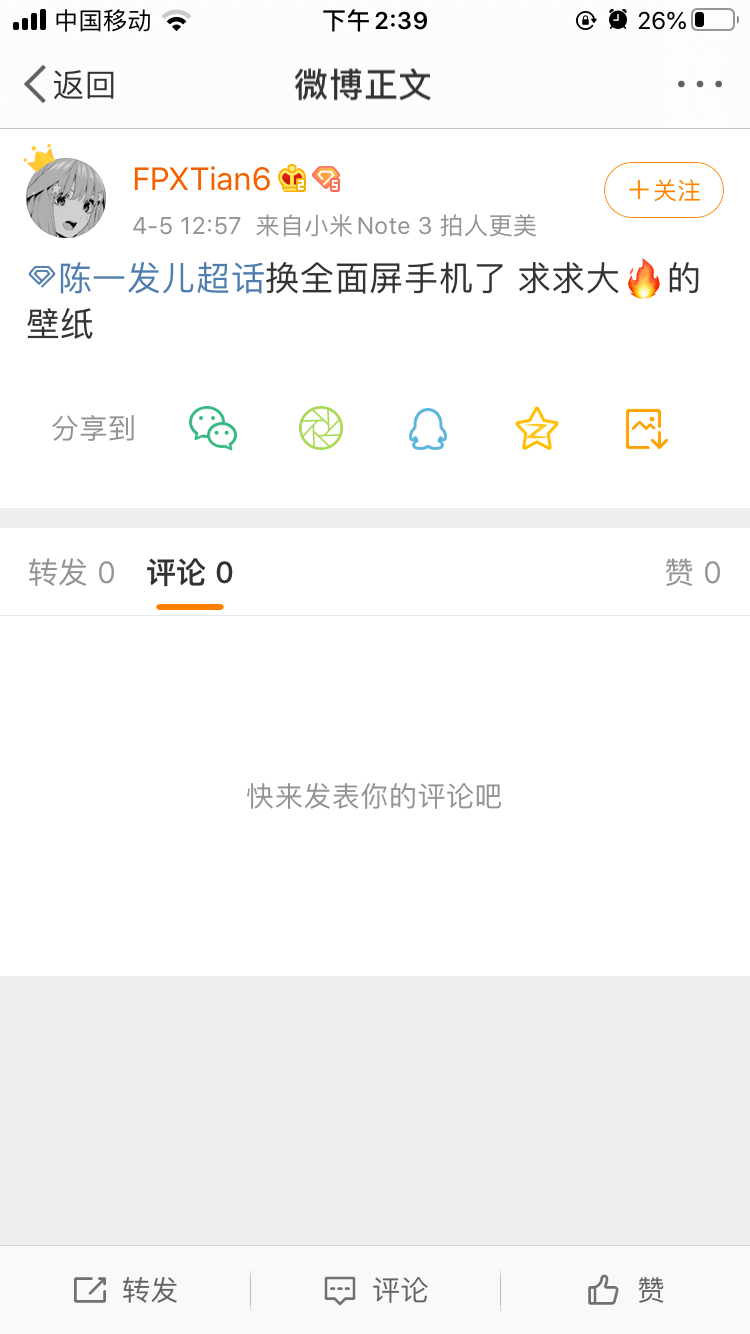 中国移动 下午2:39 26%
返回 微博正文
FPXTian6
+关注
4-5 12:57 来自小米Note 3 拍人更美
陈一发儿超话换全面屏手机了 求求大🔥的
壁纸
分享到
转发 0 评论 0 赞 0
快来发表你的评论吧
转发 评论 赞